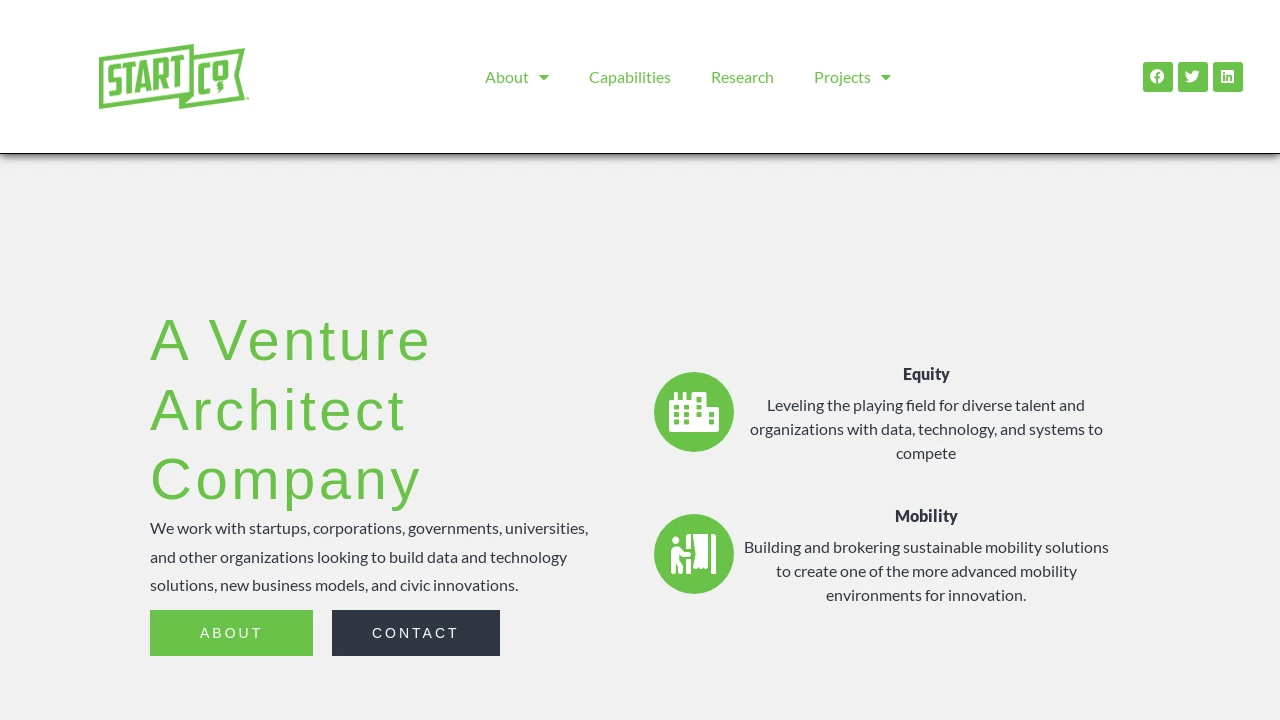 START CO
About
Capabilities
Research
Projects
A Venture
Architect
Company
We work with startups, corporations, governments, universities,
and other organizations looking to build data and technology
solutions, new business models, and civic innovations.
ABOUT
CONTACT
Equity
Leveling the playing field for diverse talent and
organizations with data, technology, and systems to
compete
Mobility
Building and brokering sustainable mobility solutions
to create one of the more advanced mobility
environments for innovation.